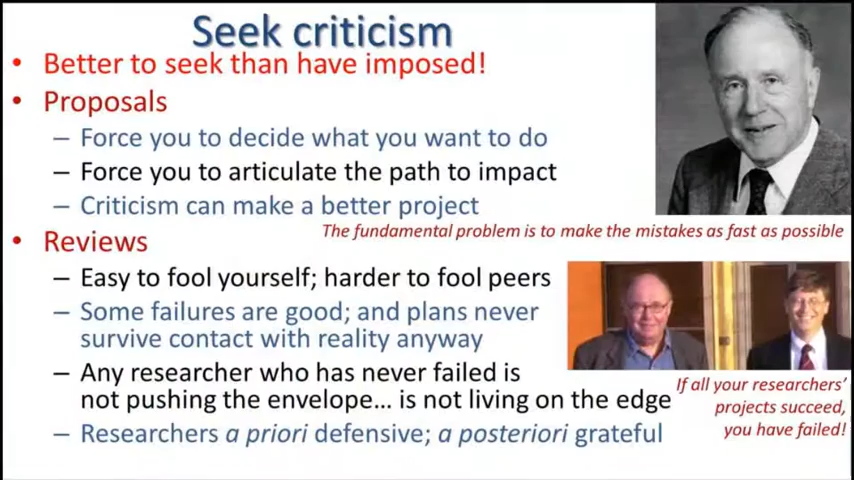 Seek criticism
• Better to seek than have imposed!
• Proposals
– Force you to decide what you want to do
– Force you to articulate the path to impact
– Criticism can make a better project
The fundamental problem is to make the mistakes as fast as possible
• Reviews
– Easy to fool yourself; harder to fool peers
– Some failures are good; and plans never
survive contact with reality anyway
– Any researcher who has never failed is
not pushing the envelope... is not living on the edge
– Researchers a priori defensive; a posteriori grateful
If all your researchers’
projects succeed,
you have failed!